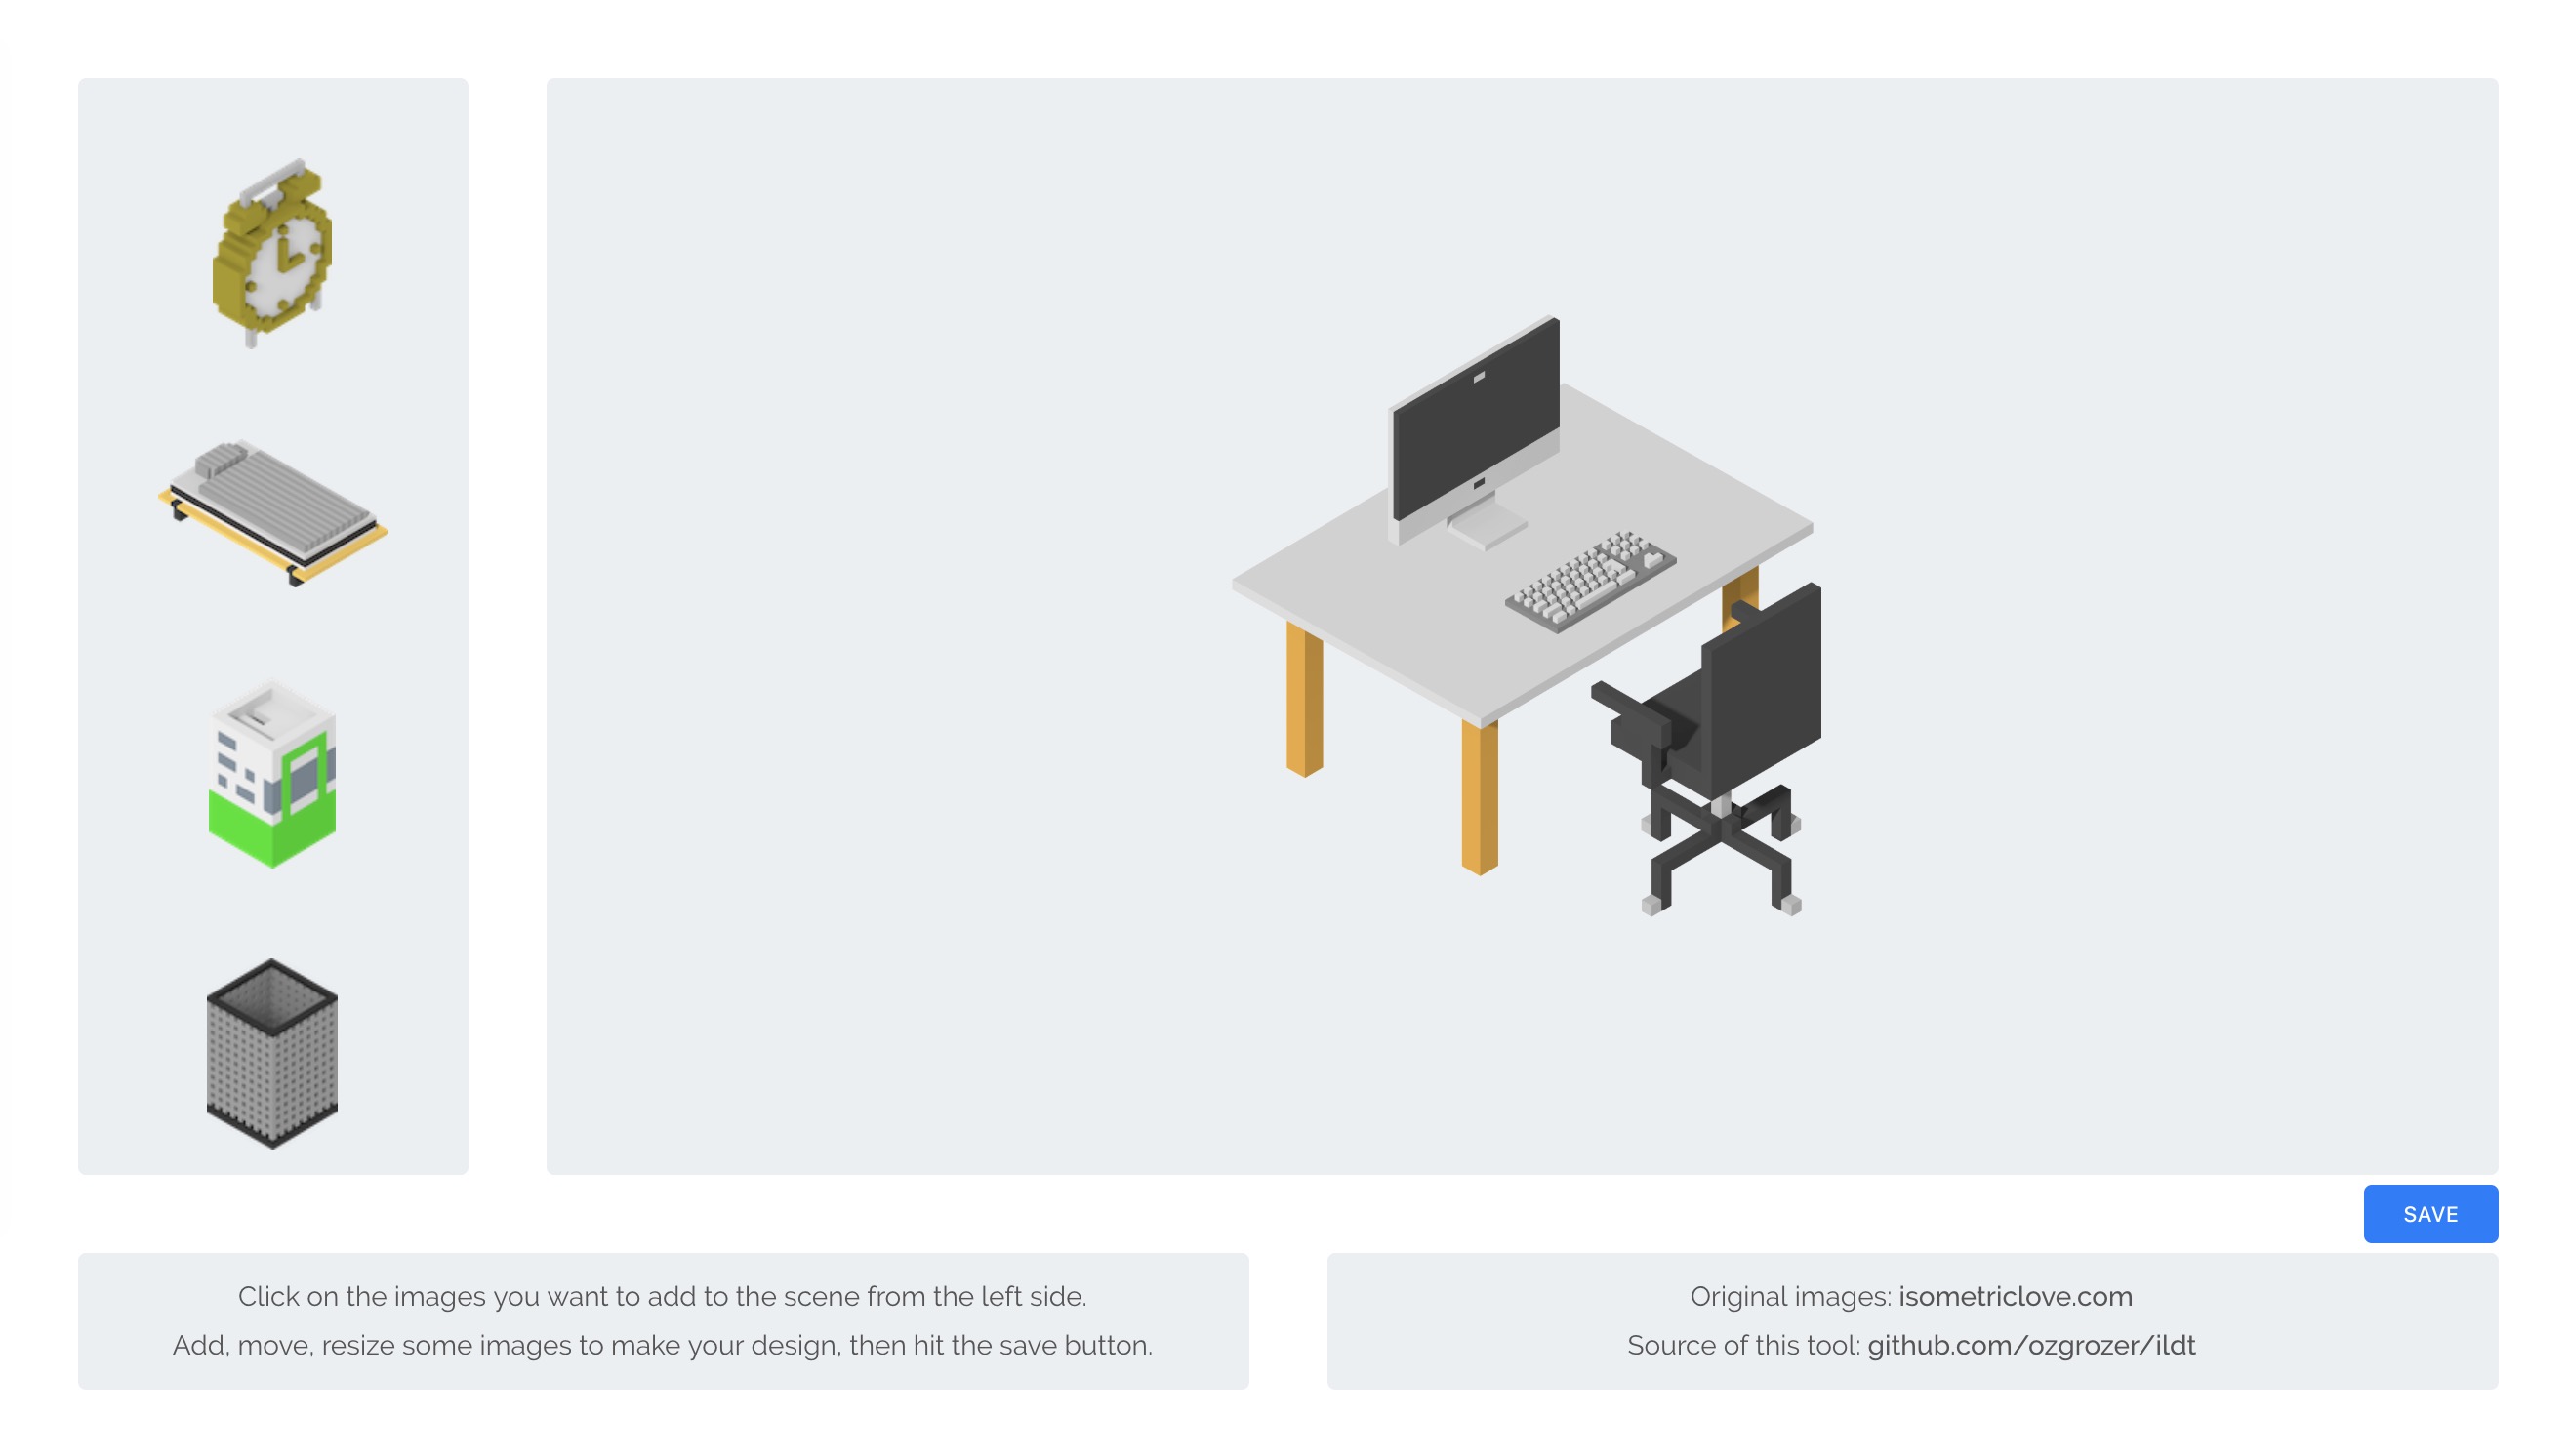 SAVE
Click on the images you want to add to the scene from the left side.
Add, move, resize some images to make your design, then hit the save button.
Original images: isometriclove.com
Source of this tool: github.com/ozgrozer/ildt